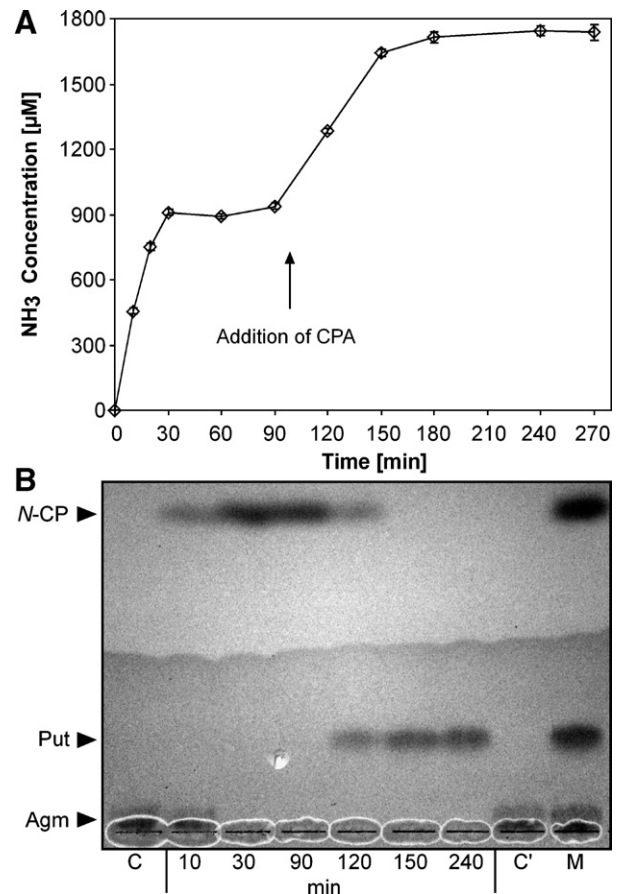 A
1800
1500
1200
900
600
300
0
NH3 Concentration [µM]
Addition of CPA
0 30 60 90 120 150 180 210 240 270
Time [min]
B
N-CP
Put
Agm
C 10 30 90 120 150 240 C' M
min